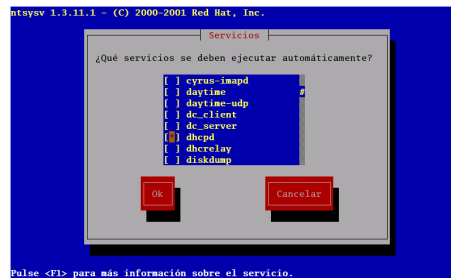 ntsysv 1.3.11.1 - (C) 2000-2001 Red Hat, Inc.
Servicios
¿Qué servicios se deben ejecutar automáticamente?
[ ] cyrus-imapd
[ ] daytime #
[ ] daytime-udp
[ ] dc_client
[ ] dc_server
[*] dhcpd
[ ] dhcrelay
[ ] diskdump
Ok Cancelar
Pulse <F1> para más información sobre el servicio.